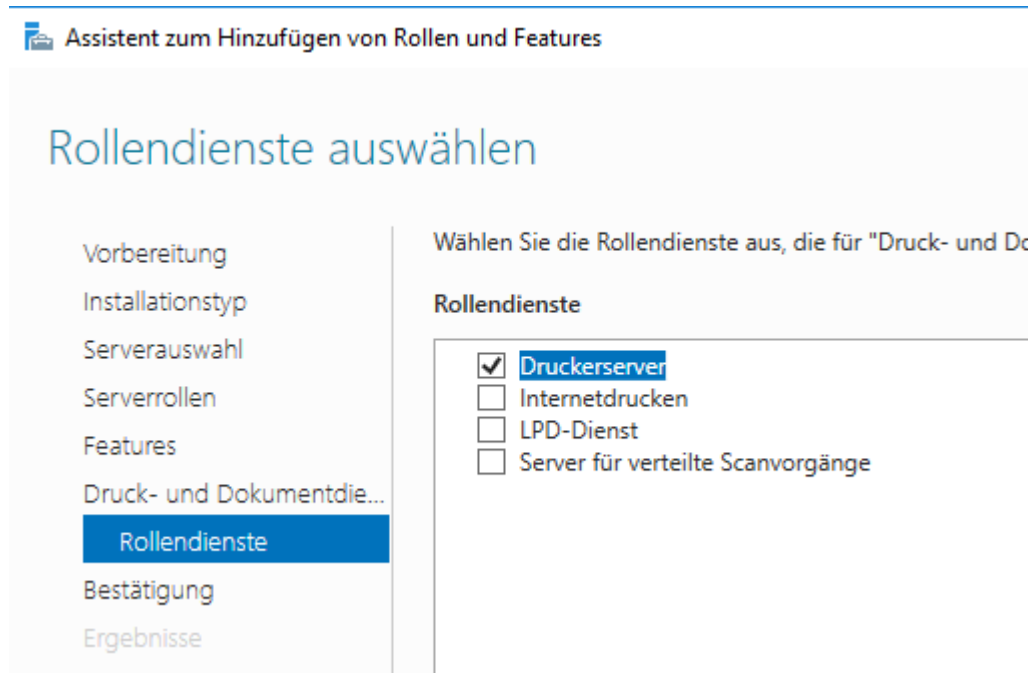 Assistent zum Hinzufügen von Rollen und Features
Rollendienste auswählen
Vorbereitung
Installationstyp
Serverauswahl
Serverrollen
Features
Druck- und Dokumentdie...
Rollendienste
Bestätigung
Ergebnisse
Wählen Sie die Rollendienste aus, die für "Druck- und Do
Rollendienste
Druckerserver
Internetdrucken
LPD-Dienst
Server für verteilte Scanvorgänge